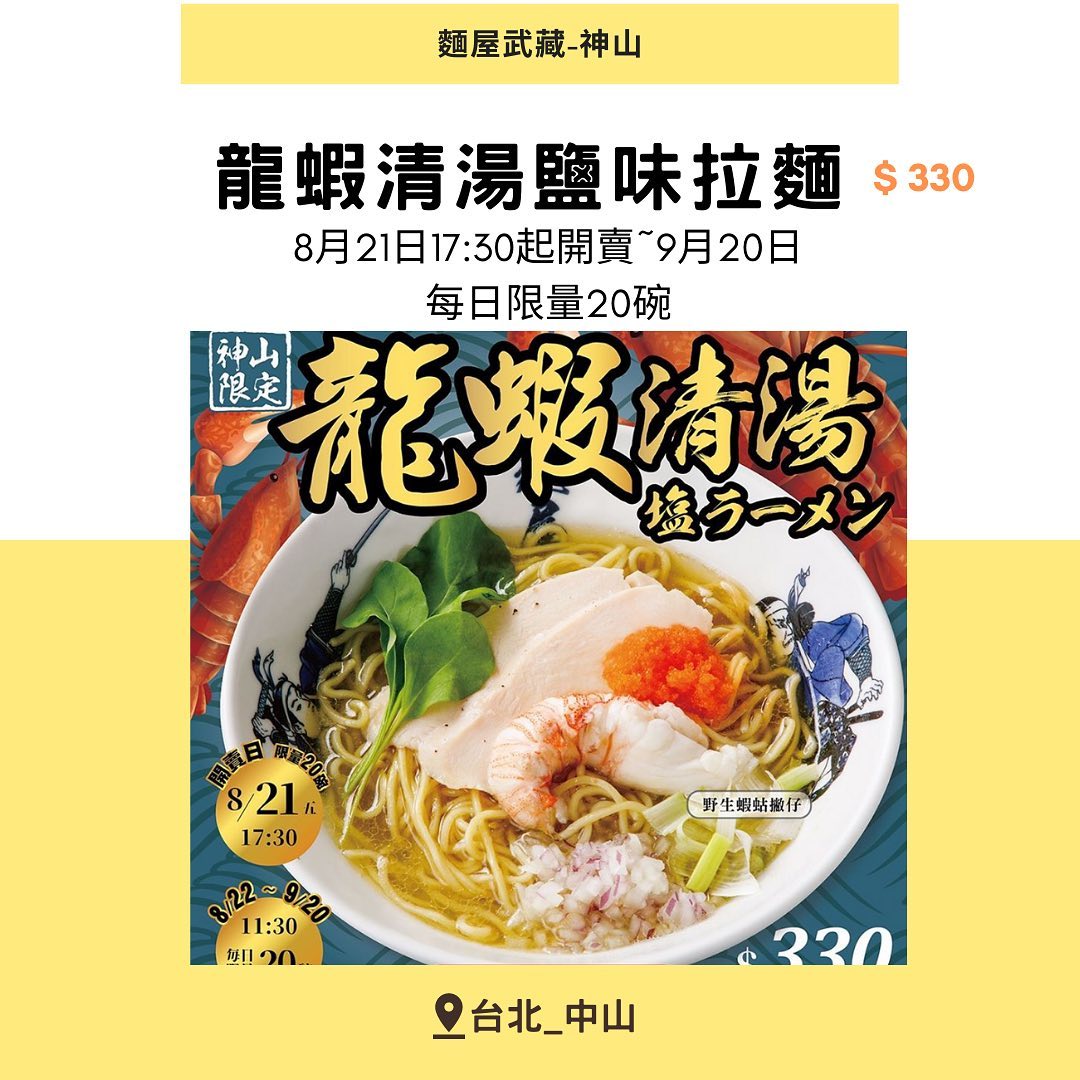 麵屋武藏-神山
龍蝦清湯鹽味拉麵 $ 330
8月21日17:30起開賣~9月20日
每日限量20碗
神山
限定
龍蝦清湯
塩ラーメン
野生蝦蛄撇仔
開賣日 限量20碗
8/21 五
17:30
8/22 ~ 9/20
11:30
每日 20
$ 330
台北_中山